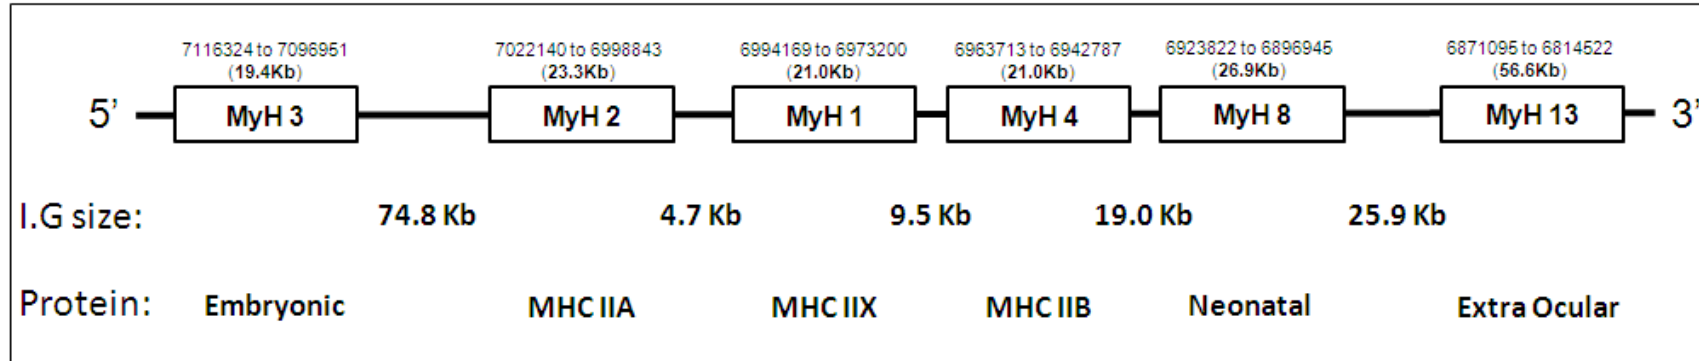 7116324 to 7096951 7022140 to 6998843 6994169 to 6973200 6963713 to 6942787 6923822 to 6896945 6871095 to 6814522
(19.4Kb) (23.3Kb) (21.0Kb) (21.0Kb) (26.9Kb) (56.6Kb)
5’ MyH 3 MyH 2 MyH 1 MyH 4 MyH 8 MyH 13 3’
I.G size: 74.8 Kb 4.7 Kb 9.5 Kb 19.0 Kb 25.9 Kb
Protein: Embryonic MHC IIA MHC IIX MHC IIB Neonatal Extra Ocular